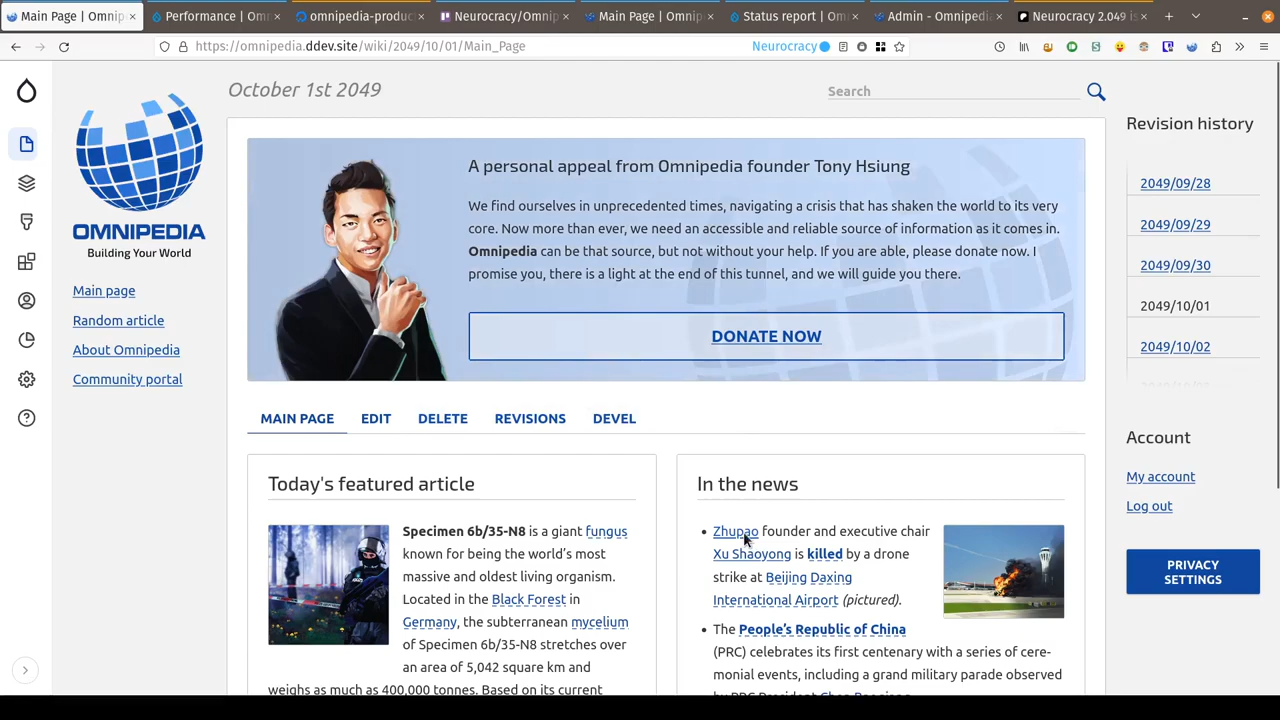 Main Page | Omnipedia
Performance | Om
omnipedia-produc
Neurocracy/Omnip
Main Page | Omnip
Status report | Om
Admin - Omnipedi
Neurocracy 2.049 is
https://omnipedia.ddev.site/wiki/2049/10/01/Main_Page
Neurocracy
October 1st 2049
Search
OMNIPEDIA
Building Your World
Main page
Random article
About Omnipedia
Community portal
A personal appeal from Omnipedia founder Tony Hsiung
We find ourselves in unprecedented times, navigating a crisis that has shaken the world to its very
core. Now more than ever, we need an accessible and reliable source of information as it comes in.
Omnipedia can be that source, but not without your help. If you are able, please donate now. I
promise you, there is a light at the end of this tunnel, and we will guide you there.
DONATE NOW
MAIN PAGE
EDIT
DELETE
REVISIONS
DEVEL
Today's featured article
Specimen 6b/35-N8 is a giant fungus
known for being the world's most
massive and oldest living organism.
Located in the Black Forest in
Germany, the subterranean mycelium
of Specimen 6b/35-N8 stretches over
an area of 5,042 square km and
weighs as much as 400,000 tonnes. Based on its current
In the news
• Zhupao founder and executive chair
Xu Shaoyong is killed by a drone
strike at Beijing Daxing
International Airport (pictured).
• The People's Republic of China
(PRC) celebrates its first centenary with a series of cere-
monial events, including a grand military parade observed
by PRC President
Revision history
2049/09/28
2049/09/29
2049/09/30
2049/10/01
2049/10/02
Account
My account
Log out
PRIVACY
SETTINGS